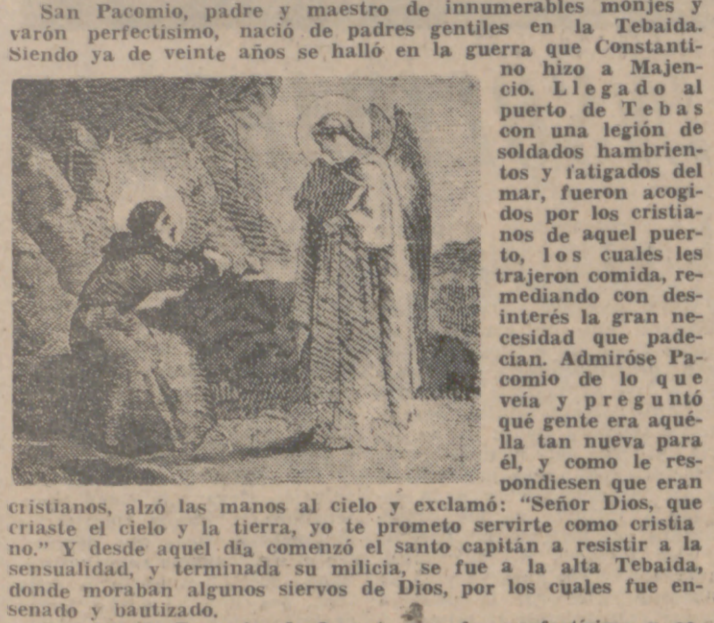 San Pacomio, padre y maestro de innumerables monjes y
varón perfectísimo, nació de padres gentiles en la Tebaida.
Siendo ya de veinte años se halló en la guerra que Constanti-
no hizo a Majen-
cio. Llegado al
puerto de Tebas
con una legión de
soldados hambrien-
tos y fatigados del
mar, fueron acogi-
dos por los cristia-
nos de aquel puer-
to, los cuales les
trajeron comida, re-
mediando con des-
interés la gran ne-
cesidad que pade-
cían. Admiróse Pa-
comio de lo que
veía y preguntó
qué gente era aqué-
lla tan nueva para
él, y como le res-
pondiesen que eran
cristianos, alzó las manos al cielo y exclamó: "Señor Dios, que
criaste el cielo y la tierra, yo te prometo servirte como cristia
no." Y desde aquel día comenzó el santo capitán a resistir a la
sensualidad, y terminada su milicia, se fue a la alta Tebaida,
donde moraban algunos siervos de Dios, por los cuales fue en-
senado y bautizado.